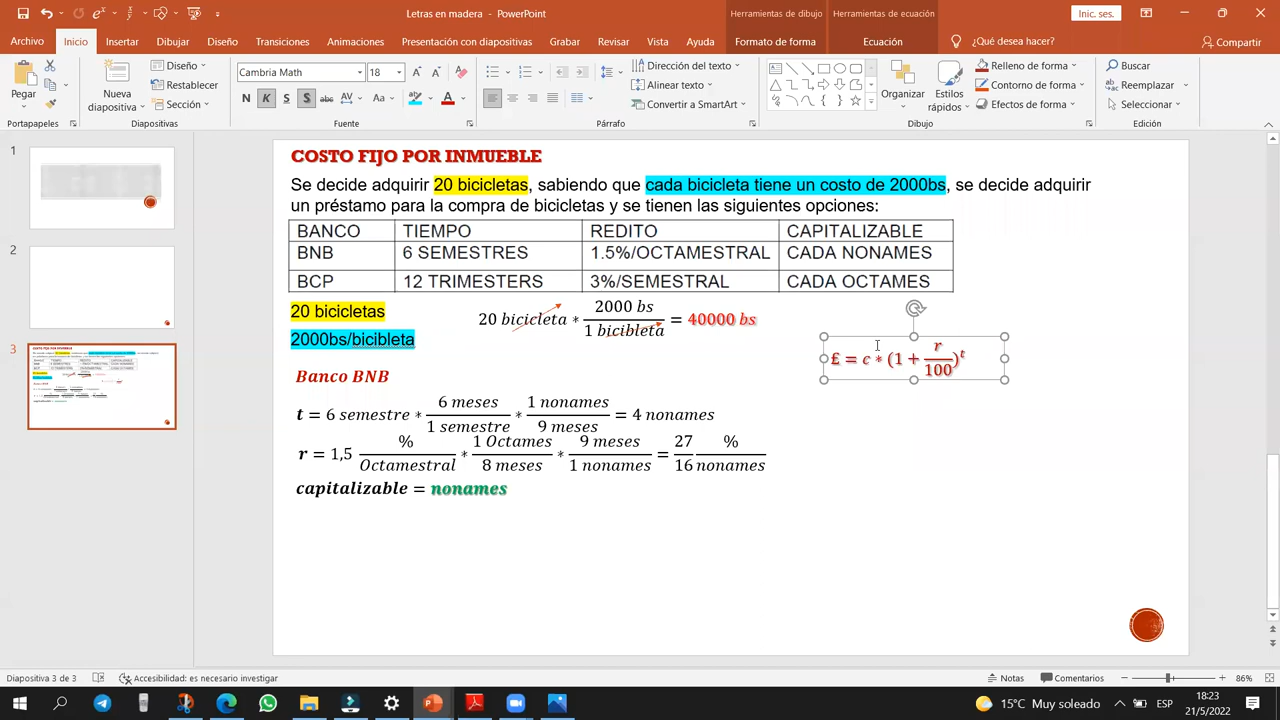 Letras en madera - PowerPoint
Herramientas de dibujo
Herramientas de ecuación
Inic. ses.
Archivo Inicio Insertar Dibujar Diseño Transiciones Animaciones Presentación con diapositivas Grabar Revisar Vista Ayuda Formato de forma Ecuación ¿Qué desea hacer? Compartir
Pegar
Nueva diapositiva
Diseño
Restablecer
Sección
Cambria Math 18
N K S S abc AV Aa A
Dirección del texto
Alinear texto
Convertir a SmartArt
Organizar
Estilos rápidos
Relleno de forma
Contorno de forma
Efectos de forma
Buscar
Reemplazar
Seleccionar
Portapapeles Diapositivas Fuente Párrafo Dibujo Edición
1
2
3
COSTO FIJO POR INMUEBLE
Se decide adquirir 20 bicicletas, sabiendo que cada bicicleta tiene un costo de 2000bs, se decide adquirir
un préstamo para la compra de bicicletas y se tienen las siguientes opciones:
BANCO TIEMPO REDITO CAPITALIZABLE
BNB 6 SEMESTRES 1.5%/OCTAMESTRAL CADA NONAMES
BCP 12 TRIMESTERS 3%/SEMESTRAL CADA OCTAMES
20 bicicletas
2000bs/bicibleta
20 bicicleta * 2000 bs / 1 bicibleta = 40000 bs
£ = c * (1 + r/100)^t
Banco BNB
t = 6 semestre * 6 meses / 1 semestre * 1 nonames / 9 meses = 4 nonames
r = 1,5 % / Octamestral * 1 Octames / 8 meses * 9 meses / 1 nonames = 27/16 % / nonames
capitalizable = nonames
Diapositiva 3 de 3
Accesibilidad: es necesario investigar
Notas
Comentarios
86%
15°C Muy soleado
ESP
18:23
21/5/2022